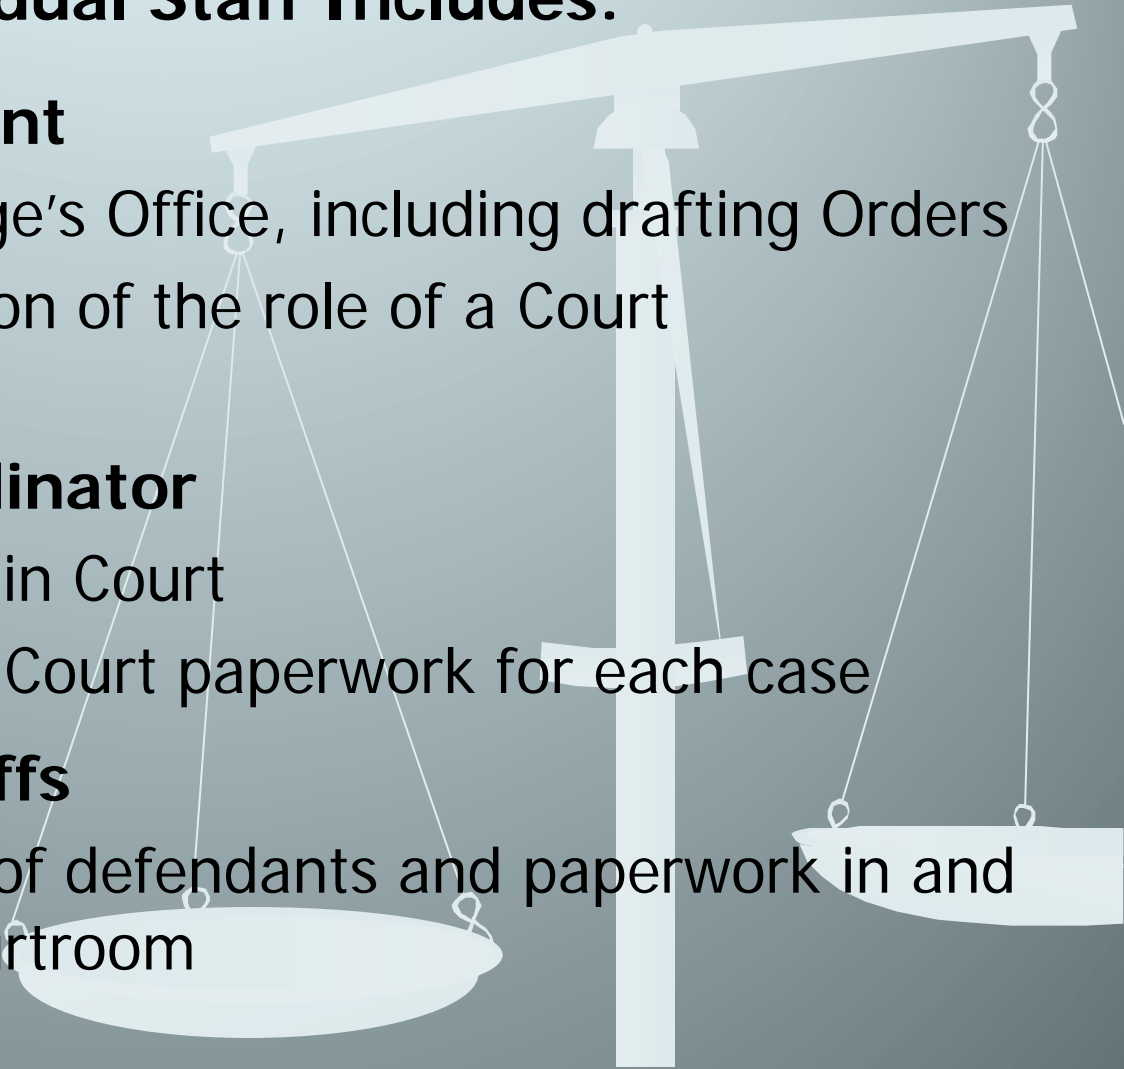 dual Staff Includes:
nt
ge’s Office, including drafting Orders
on of the role of a Court
linator
in Court
Court paperwork for each case
ffs
of defendants and paperwork in and
rtroom